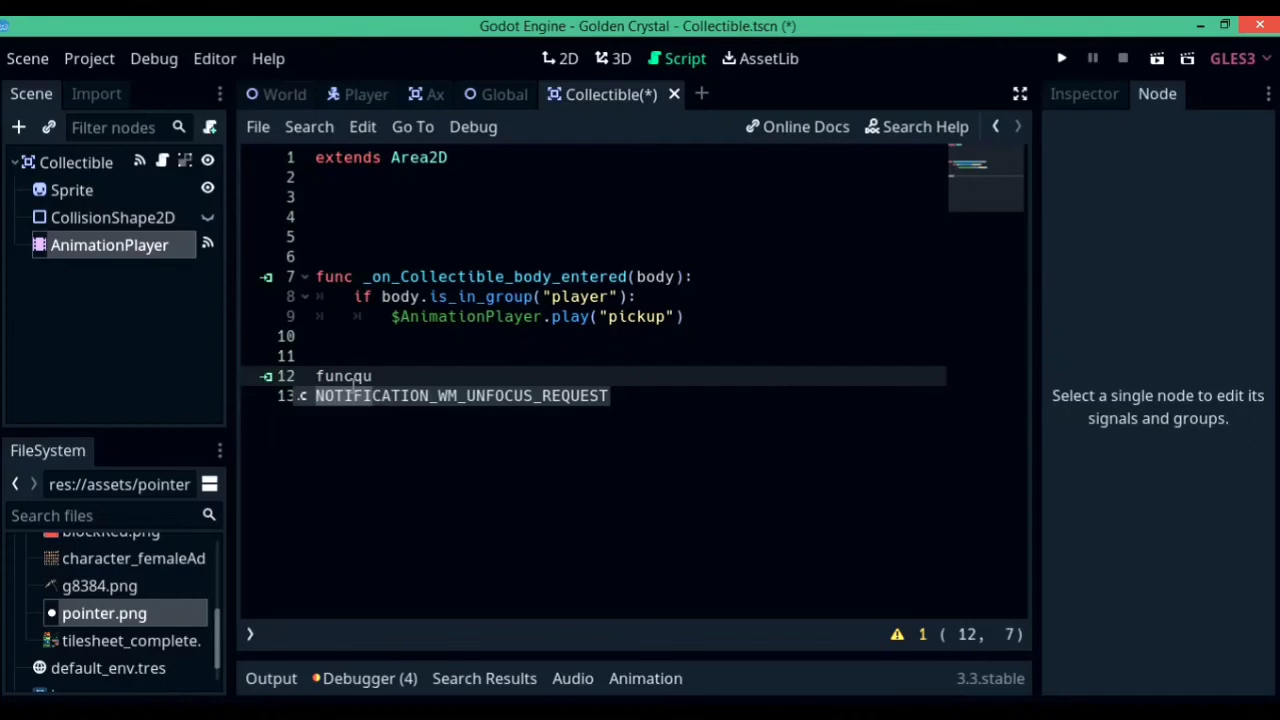 Godot Engine - Golden Crystal - Collectible.tscn (*)
Scene Project Debug Editor Help
2D 3D Script AssetLib
GLES3
Scene Import
World Player Ax Global Collectible(*)
Inspector Node
Filter nodes
File Search Edit Go To Debug
Online Docs Search Help
Collectible
Sprite
CollisionShape2D
AnimationPlayer
1 extends Area2D
2
3
4
5
6
7 func _on_Collectible_body_entered(body):
8 if body.is_in_group("player"):
9 $AnimationPlayer.play("pickup")
10
11
12 funcqu
13 .c NOTIFICATION_WM_UNFOCUS_REQUEST
Select a single node to edit its
signals and groups.
FileSystem
res://assets/pointer
Search files
blockRed.png
character_femaleAd
g8384.png
pointer.png
tilesheet_complete.
default_env.tres
1 ( 12, 7)
Output Debugger (4) Search Results Audio Animation
3.3.stable